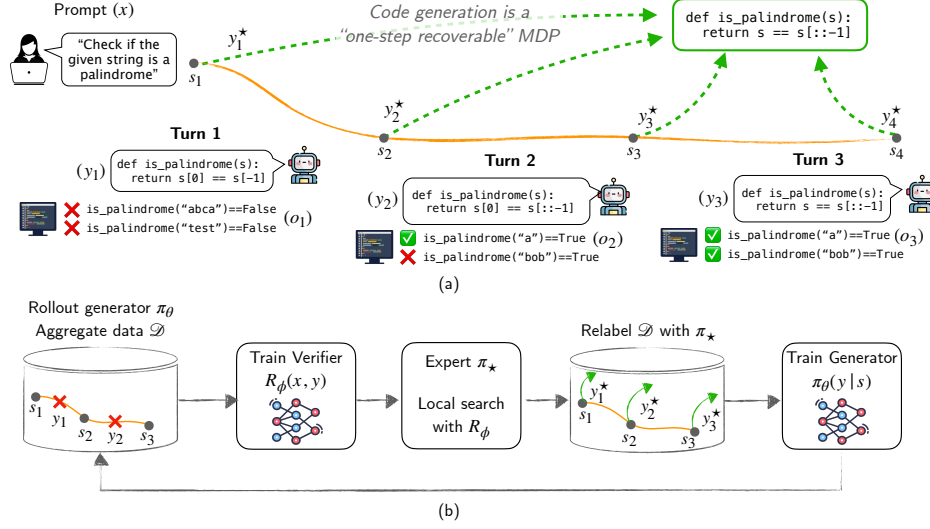 Prompt (x)
"Check if the
given string is a
palindrome"
Code generation is a
"one-step recoverable" MDP
def is_palindrome(s):
return s == s[::-1]
y₁★
s₁
y₂★
s₂
y₃★
s₃
y₄★
s₄
Turn 1
(y₁)
def is_palindrome(s):
return s[0] == s[-1]
is_palindrome("abca")==False
is_palindrome("test")==False
(o₁)
Turn 2
(y₂)
def is_palindrome(s):
return s[0] == s[::-1]
is_palindrome("a")==True
is_palindrome("bob")==True
(o₂)
Turn 3
(y₃)
def is_palindrome(s):
return s == s[::-1]
is_palindrome("a")==True
is_palindrome("bob")==True
(o₃)
(a)
Rollout generator π_θ
Aggregate data 𝒟
s₁
y₁
s₂
y₂
s₃
Train Verifier
R_ϕ(x, y)
Expert π★
Local search
with R_ϕ
Relabel 𝒟 with π★
y₁★
s₁
y₂★
s₂
y₃★
s₃
Train Generator
π_θ(y | s)
(b)